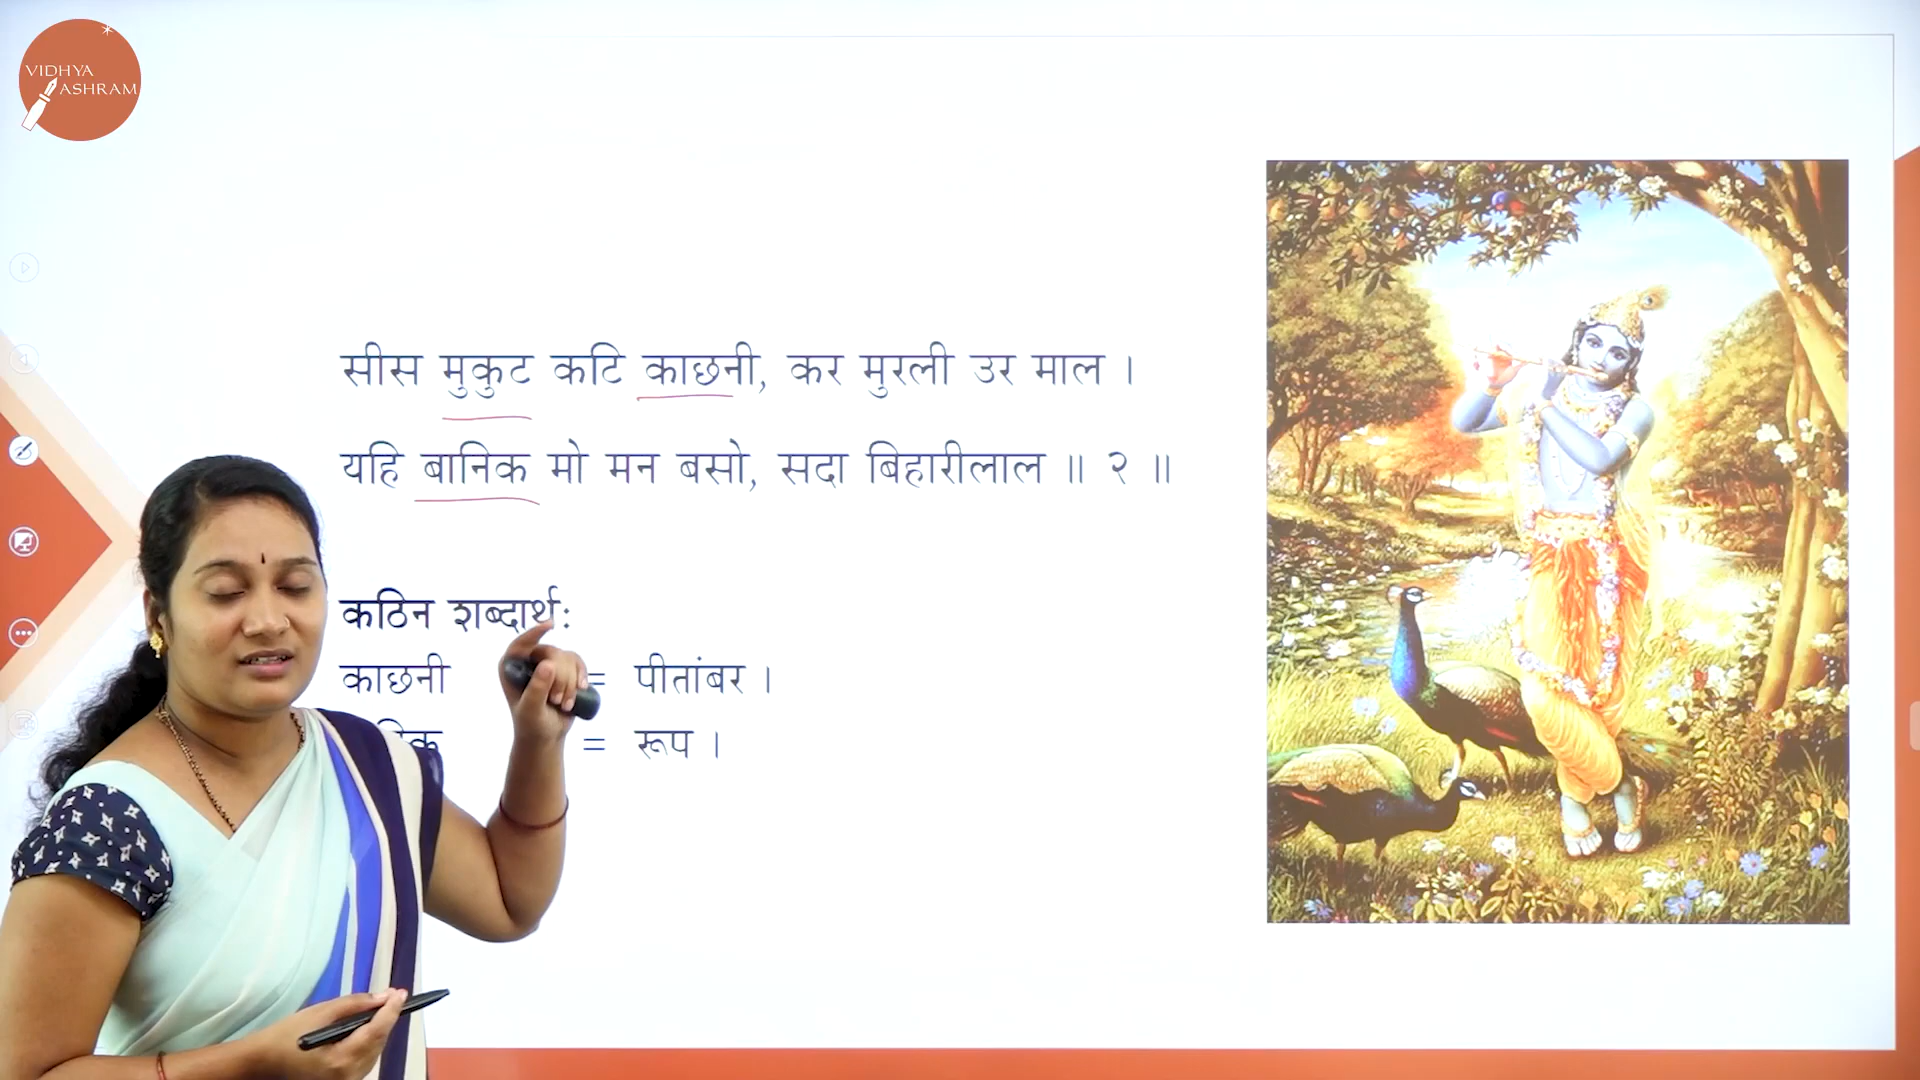 VIDHYA
ASHRAM
सीस मुकुट कटि काछनी, कर मुरली उर माल ।
यहि बानिक मो मन बसो, सदा बिहारीलाल ॥ २ ॥
कठिन शब्दार्थ:
काछनी = पीतांबर ।
= रूप ।